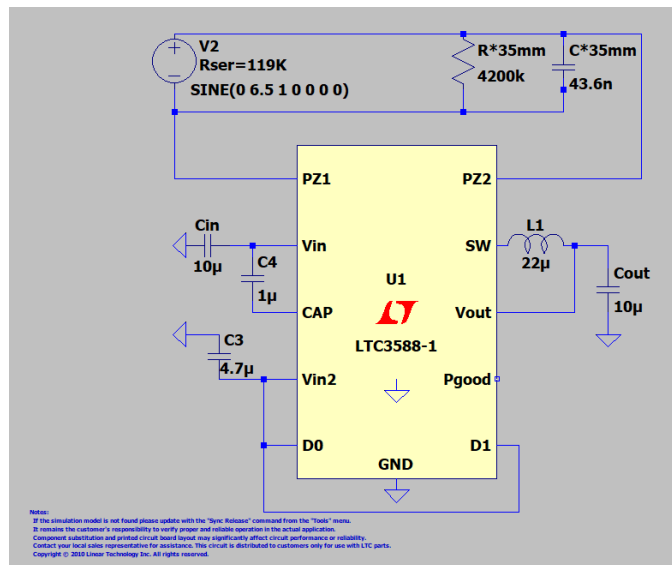 V2
Rser=119K
SINE(0 6.5 1 0 0 0 0)
R*35mm
4200k
C*35mm
43.6n
PZ1
PZ2
Cin
10µ
Vin
C4
1µ
CAP
SW
L1
22µ
U1
LTC3588-1
Vout
Cout
10µ
C3
4.7µ
Vin2
Pgood
D0
D1
GND
Notes:
If the simulation model is not found please update with the "Sync Release" command from the "Tools" menu.
It remains the customer's responsibility to verify proper and reliable operation in the actual application.
Component substitution and printed circuit board layout may significantly affect circuit performance or reliability.
Contact your local sales representative for assistance. This circuit is distributed to customers only for use with LTC parts.
Copyright © 2010 Linear Technology Inc. All rights reserved.